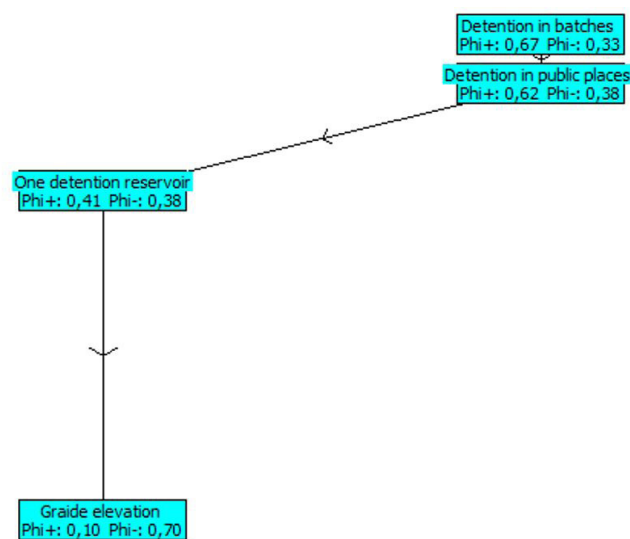 Detention in batches
Phi+: 0,67 Phi-: 0,33
Detention in public places
Phi+: 0,62 Phi-: 0,38
One detention reservoir
Phi+: 0,41 Phi-: 0,38
Graide elevation
Phi+: 0,10 Phi-: 0,70